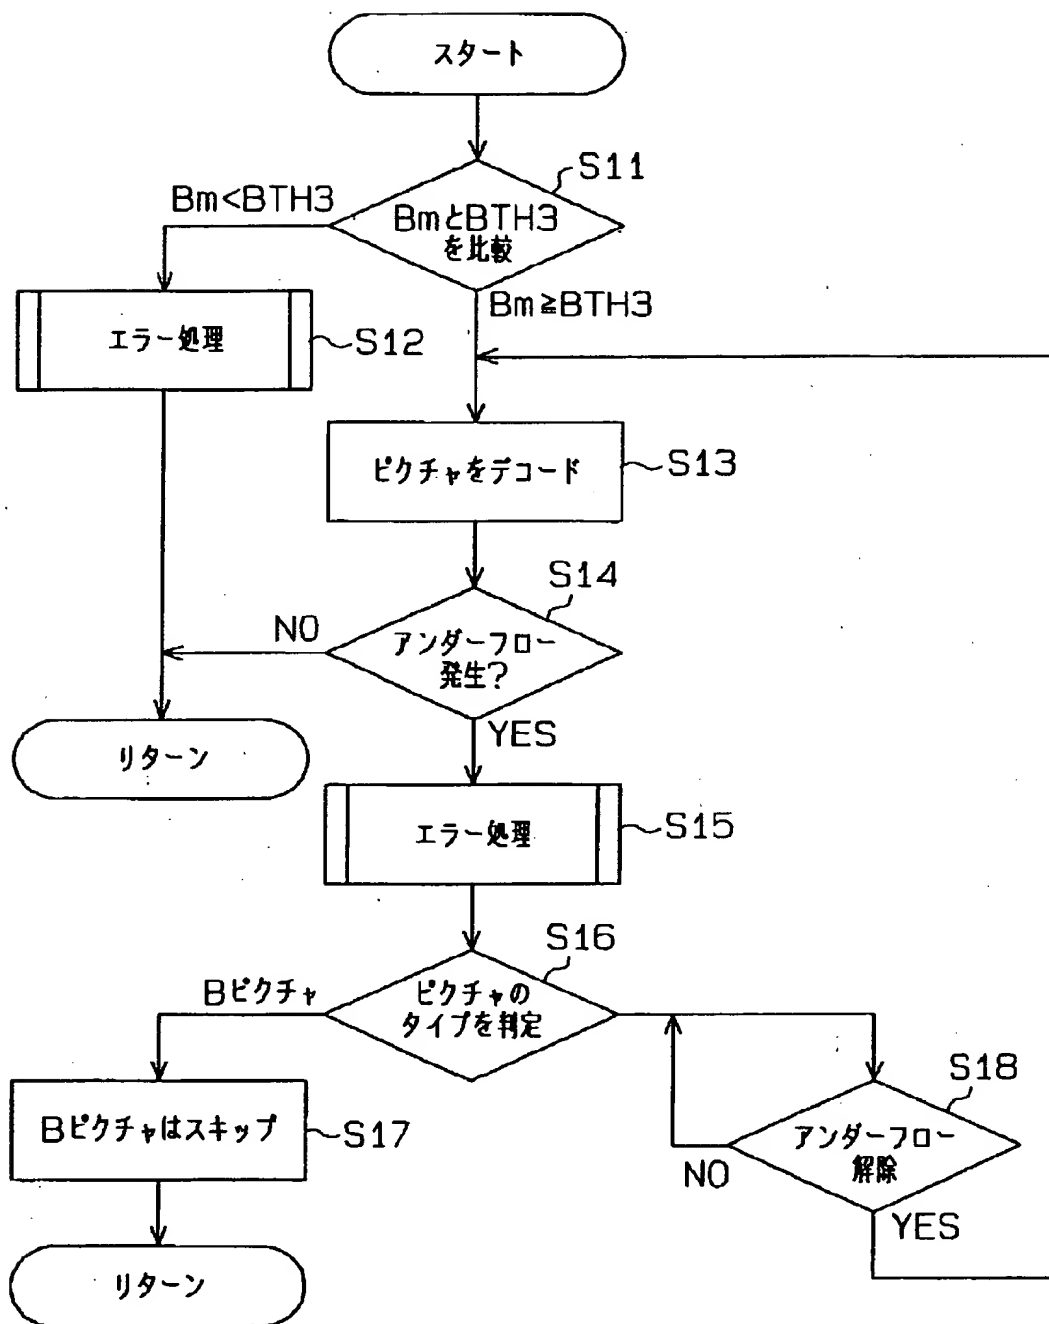 スタート
S11
Bm<BTH3
BmとBTH3
を比較
Bm≧BTH3
エラー処理
S12
ピクチャをデコード
S13
S14
NO
アンダーフロー
発生?
YES
リターン
エラー処理
S15
S16
Bピクチャ
ピクチャの
タイプを判定
S18
Bピクチャはスキップ
S17
アンダーフロー
解除
NO
YES
リターン